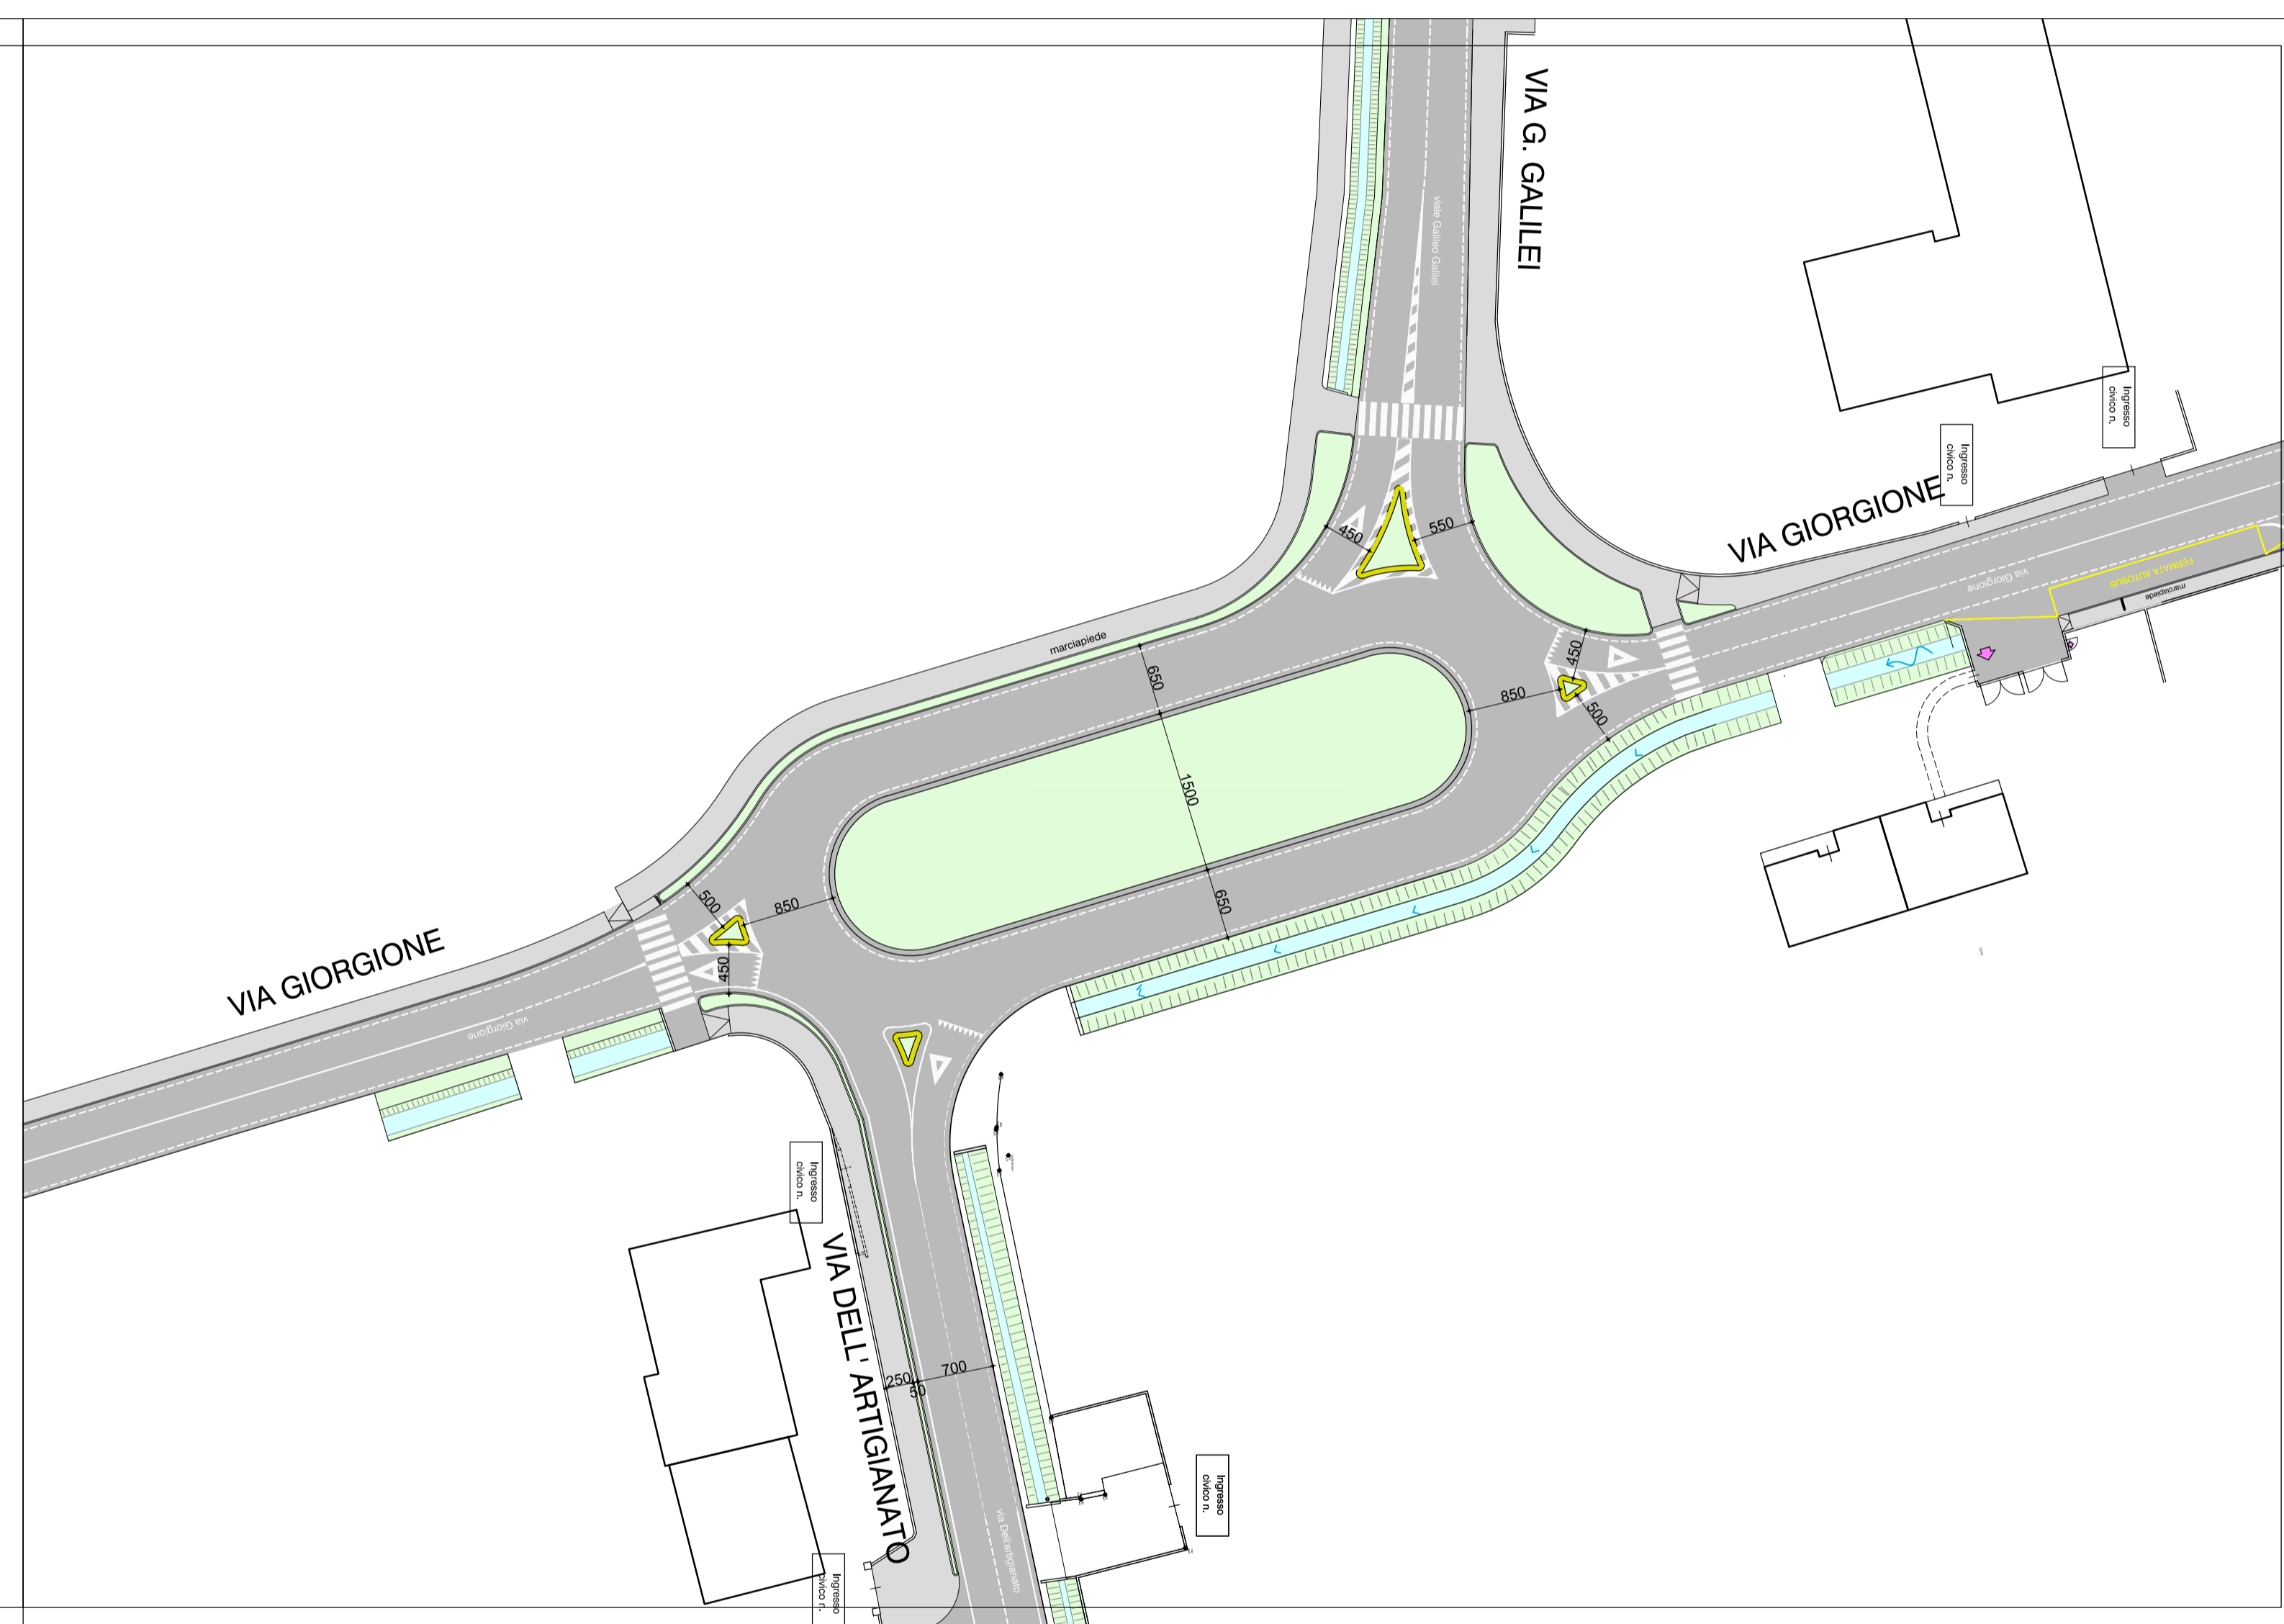 VIA G. GALILEI
viale Galileo Galilei
Ingresso
civico n.
Ingresso
civico n.
VIA GIORGIONE
450
550
via Giorgione
FERMATA AUTOBUS
marciapiede
marciapiede
650
450
850
500
1500
650
500
850
450
VIA GIORGIONE
via Giorgione
Ingresso
civico n.
VIA DELL' ARTIGIANATO
700
250
50
Ingresso
civico n.
via Dell'artigianato
Ingresso
civico n.